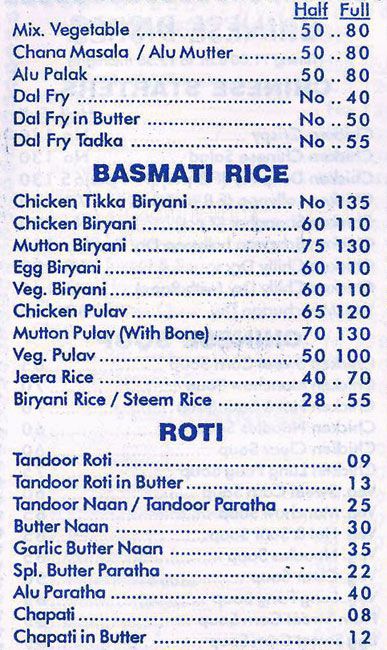 Half Full
Mix. Vegetable ................ 50 .. 80
Chana Masala / Alu Mutter ..... 50 .. 80
Alu Palak ..................... 50 .. 80
Dal Fry ....................... No .. 40
Dal Fry in Butter ............. No .. 50
Dal Fry Tadka ................. No .. 55
BASMATI RICE
Chicken Tikka Biryani ......... No 135
Chicken Biryani ............... 60 110
Mutton Biryani ................ 75 130
Egg Biryani ................... 60 110
Veg. Biryani .................. 60 110
Chicken Pulav ................. 65 120
Mutton Pulav (With Bone) ...... 70 130
Veg. Pulav .................... 50 100
Jeera Rice .................... 40 .. 70
Biryani Rice / Steem Rice ..... 28 .. 55
ROTI
Tandoor Roti .................. 09
Tandoor Roti in Butter ........ 13
Tandoor Naan / Tandoor Paratha ... 25
Butter Naan ................... 30
Garlic Butter Naan ............ 35
Spl. Butter Paratha ........... 22
Alu Paratha ................... 40
Chapati ....................... 08
Chapati in Butter ............. 12